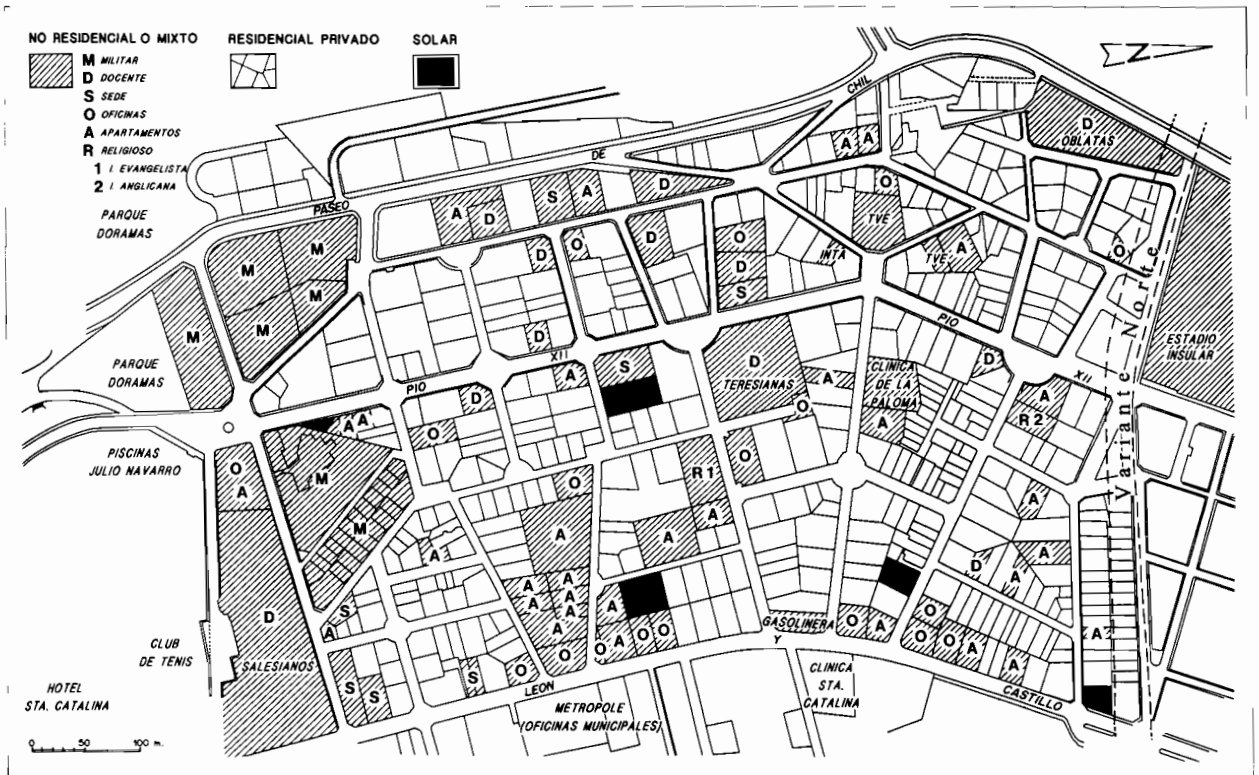 NO RESIDENCIAL O MIXTO
M MILITAR
D DOCENTE
S SEDE
O OFICINAS
A APARTAMENTOS
R RELIGIOSO
1 I. EVANGELISTA
2 I. ANGLICANA
RESIDENCIAL PRIVADO
SOLAR
N
PASEO
DE
CHIL
PARQUE
DORAMAS
D
OBLATAS
A A
O
TVE
TVE
A
INTA
O
A
D
S
A
D
D
O
D
O
D
S
M
M
M
M
M
D
PARQUE
DORAMAS
PIO
XII
PIO
XII
Variante Norte
ESTADIO
INSULAR
S
A
D
O
D
TERESIANAS
A
O
CLINICA
DE LA
PALOMA
A
D
A
R 2
A A
M
M
PISCINAS
JULIO NAVARRO
O
A
D
SALESIANOS
O
R 1
A
A
O
A
A
A
A
A
A
A
A
A
O
A
O
A
O
O
O
S
A
S
S
S
CLUB
DE TENIS
HOTEL
STA. CATALINA
GASOLINERA
O
A
O
O
O
A
A
D
A
A
A
A
LEON
Y
CASTILLO
METROPOLE
(OFICINAS MUNICIPALES)
CLINICA
STA.
CATALINA
0 50 100 m.